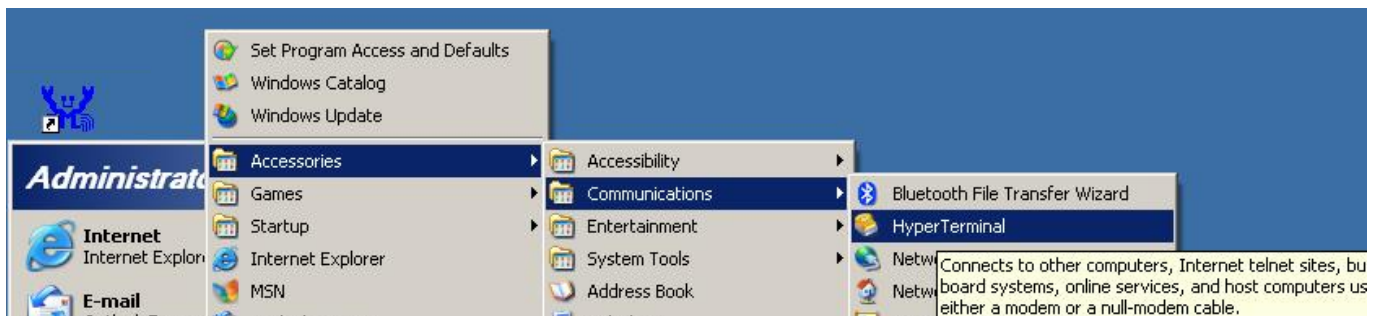 Set Program Access and Defaults
Windows Catalog
Windows Update
Administrato
Accessories
Accessibility
Games
Communications
Bluetooth File Transfer Wizard
Internet
Internet Explor
Startup
Entertainment
HyperTerminal
Internet Explorer
System Tools
Netw
Connects to other computers, Internet telnet sites, bu
board systems, online services, and host computers us
either a modem or a null-modem cable.
E-mail
MSN
Address Book
Netw